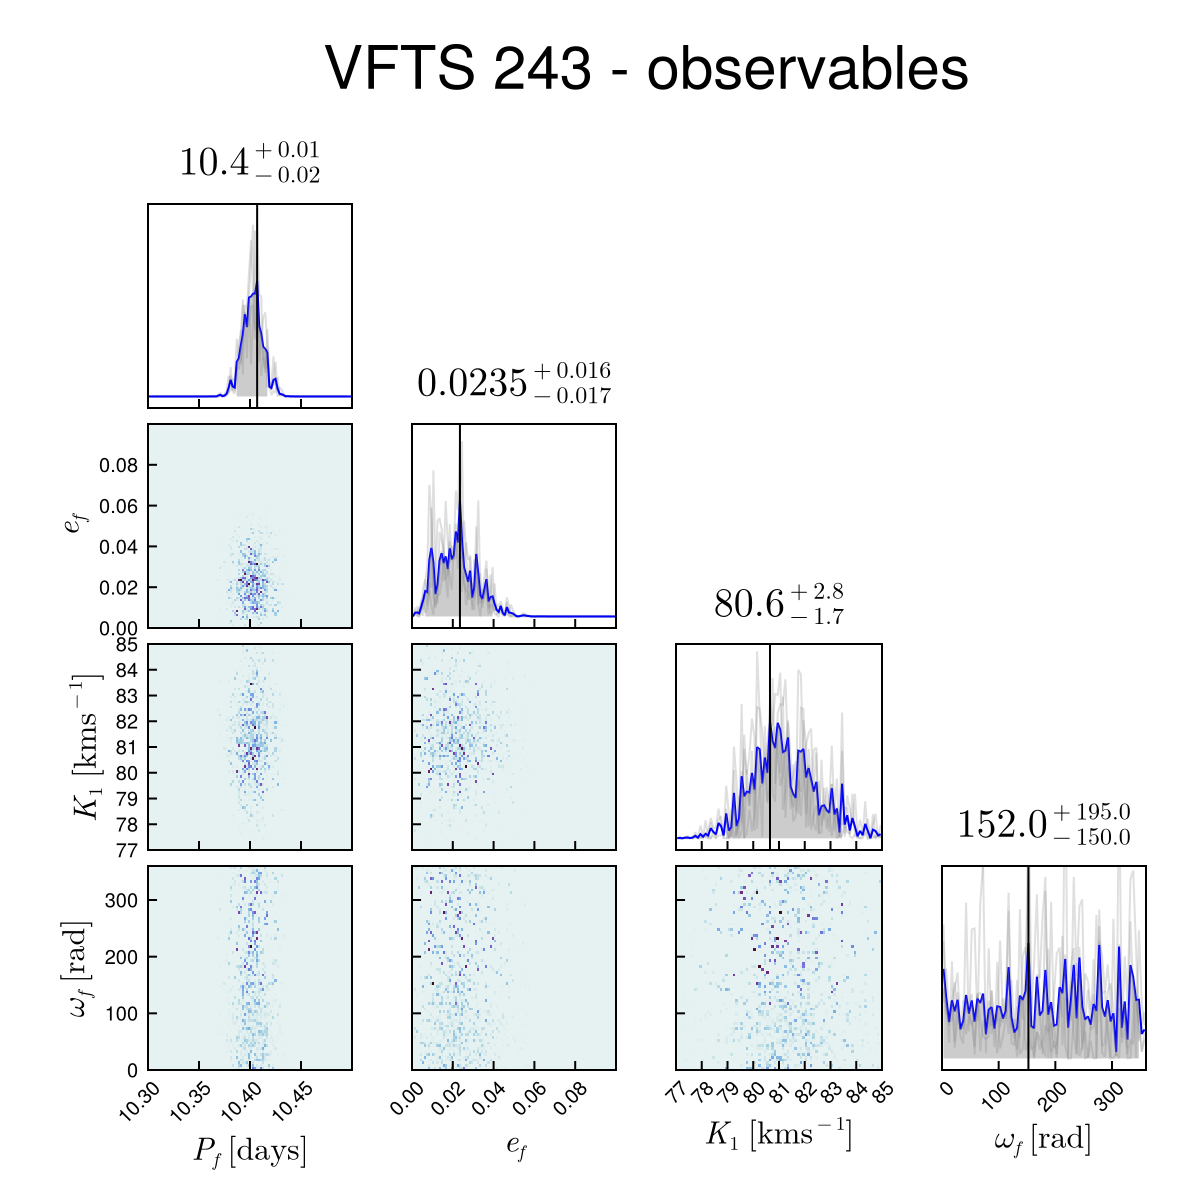 VFTS 243 - observables
10.4 +0.01 −0.02
0.0235 +0.016 −0.017
80.6 +2.8 −1.7
152.0 +195.0 −150.0
e_f
0.08
0.06
0.04
0.02
0.00
K_1 [kms^−1]
85
84
83
82
81
80
79
78
77
ω_f [rad]
300
200
100
0
10.30 10.35 10.40 10.45
0.00 0.02 0.04 0.06 0.08
77 78 79 80 81 82 83 84 85
0 100 200 300
P_f [days]
e_f
K_1 [kms^−1]
ω_f [rad]